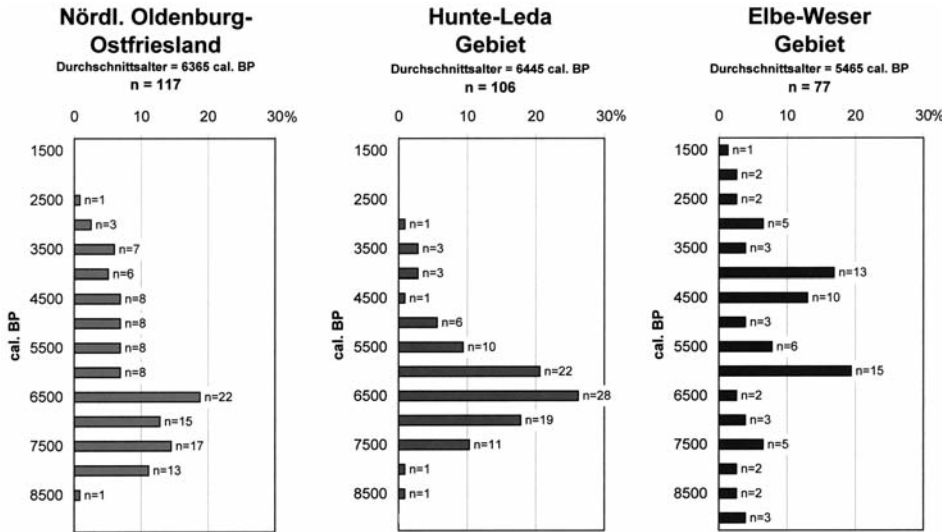 Nördl. Oldenburg-
Ostfriesland
Durchschnittsalter = 6365 cal. BP
n = 117
0 10 20 30%
1500
2500
n=1
n=3
3500
n=7
n=6
4500
n=8
n=8
5500
n=8
n=8
6500
n=22
n=15
7500
n=17
n=13
8500
n=1
cal. BP
Hunte-Leda
Gebiet
Durchschnittsalter = 6445 cal. BP
n = 106
0 10 20 30%
1500
2500
n=1
3500
n=3
n=3
4500
n=1
n=6
5500
n=10
n=22
6500
n=28
n=19
7500
n=11
n=1
8500
n=1
cal. BP
Elbe-Weser
Gebiet
Durchschnittsalter = 5465 cal. BP
n = 77
0 10 20 30%
1500
n=1
n=2
2500
n=2
n=5
3500
n=3
n=13
4500
n=10
n=3
5500
n=6
n=15
6500
n=2
n=3
7500
n=5
n=2
8500
n=2
n=3
cal. BP